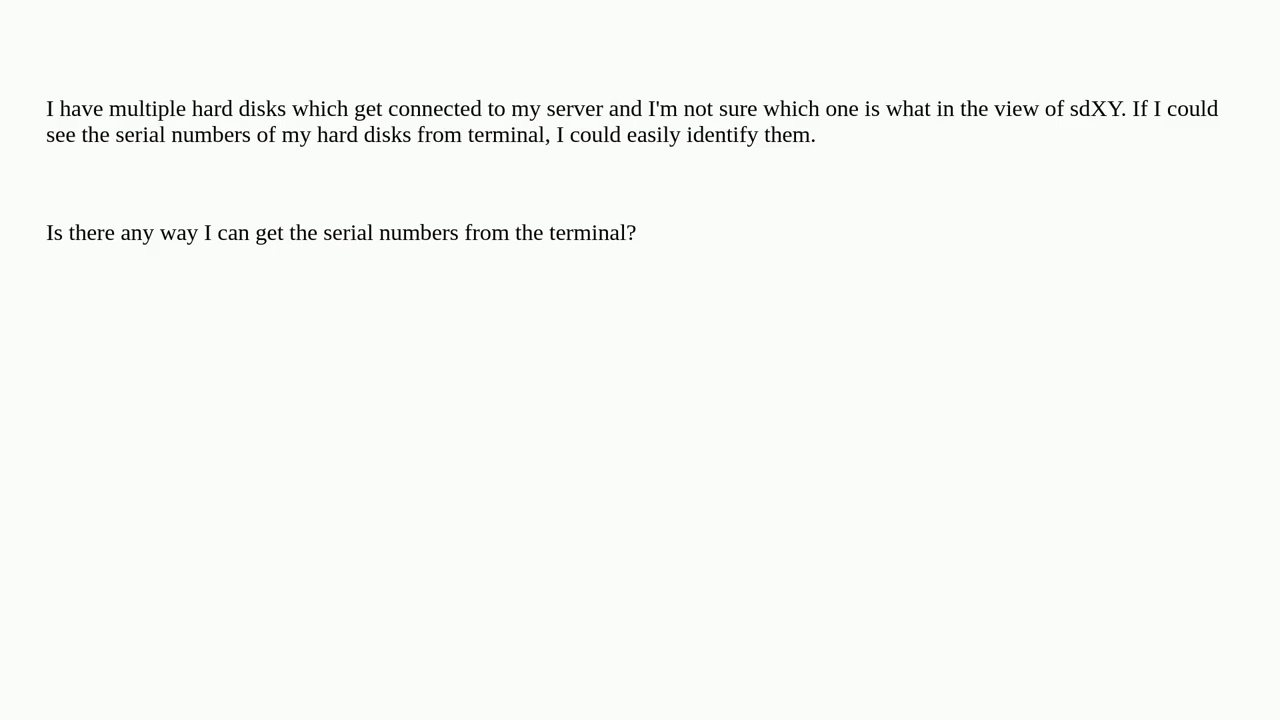 I have multiple hard disks which get connected to my server and I'm not sure which one is what in the view of sdXY. If I could
see the serial numbers of my hard disks from terminal, I could easily identify them.
Is there any way I can get the serial numbers from the terminal?